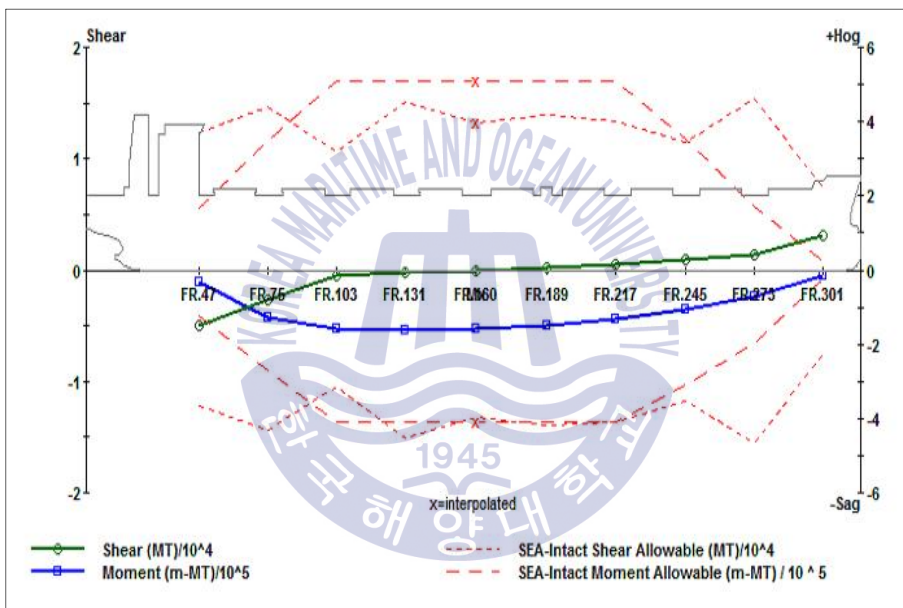 Shear
+Hog
2
6
4
1
2
0
FR.47
FR.75
FR.103
FR.131
FR.160
FR.189
FR.217
FR.245
FR.273
FR.301
0
-2
-1
-4
-2
-6
x=interpolated
-Sag
KOREA MARITIME AND OCEAN UNIVERSITY
1945
한국해양대학교
Shear (MT)/10^4
SEA-Intact Shear Allowable (MT)/10^4
Moment (m-MT)/10^5
SEA-Intact Moment Allowable (m-MT) / 10 ^ 5